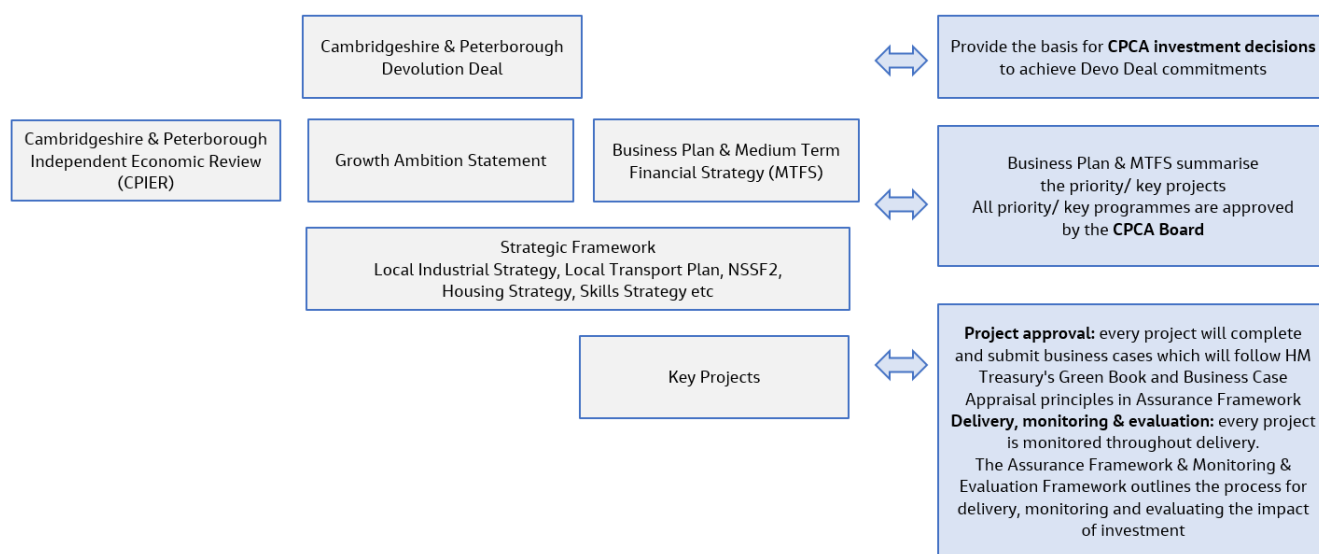 Cambridgeshire & Peterborough
Devolution Deal
Provide the basis for CPCA investment decisions
to achieve Devo Deal commitments
Cambridgeshire & Peterborough
Independent Economic Review
(CPIER)
Growth Ambition Statement
Business Plan & Medium Term
Financial Strategy (MTFS)
Business Plan & MTFS summarise
the priority/ key projects
All priority/ key programmes are approved
by the CPCA Board
Strategic Framework
Local Industrial Strategy, Local Transport Plan, NSSF2,
Housing Strategy, Skills Strategy etc
Key Projects
Project approval: every project will complete
and submit business cases which will follow HM
Treasury's Green Book and Business Case
Appraisal principles in Assurance Framework
Delivery, monitoring & evaluation: every project
is monitored throughout delivery.
The Assurance Framework & Monitoring &
Evaluation Framework outlines the process for
delivery, monitoring and evaluating the impact
of investment